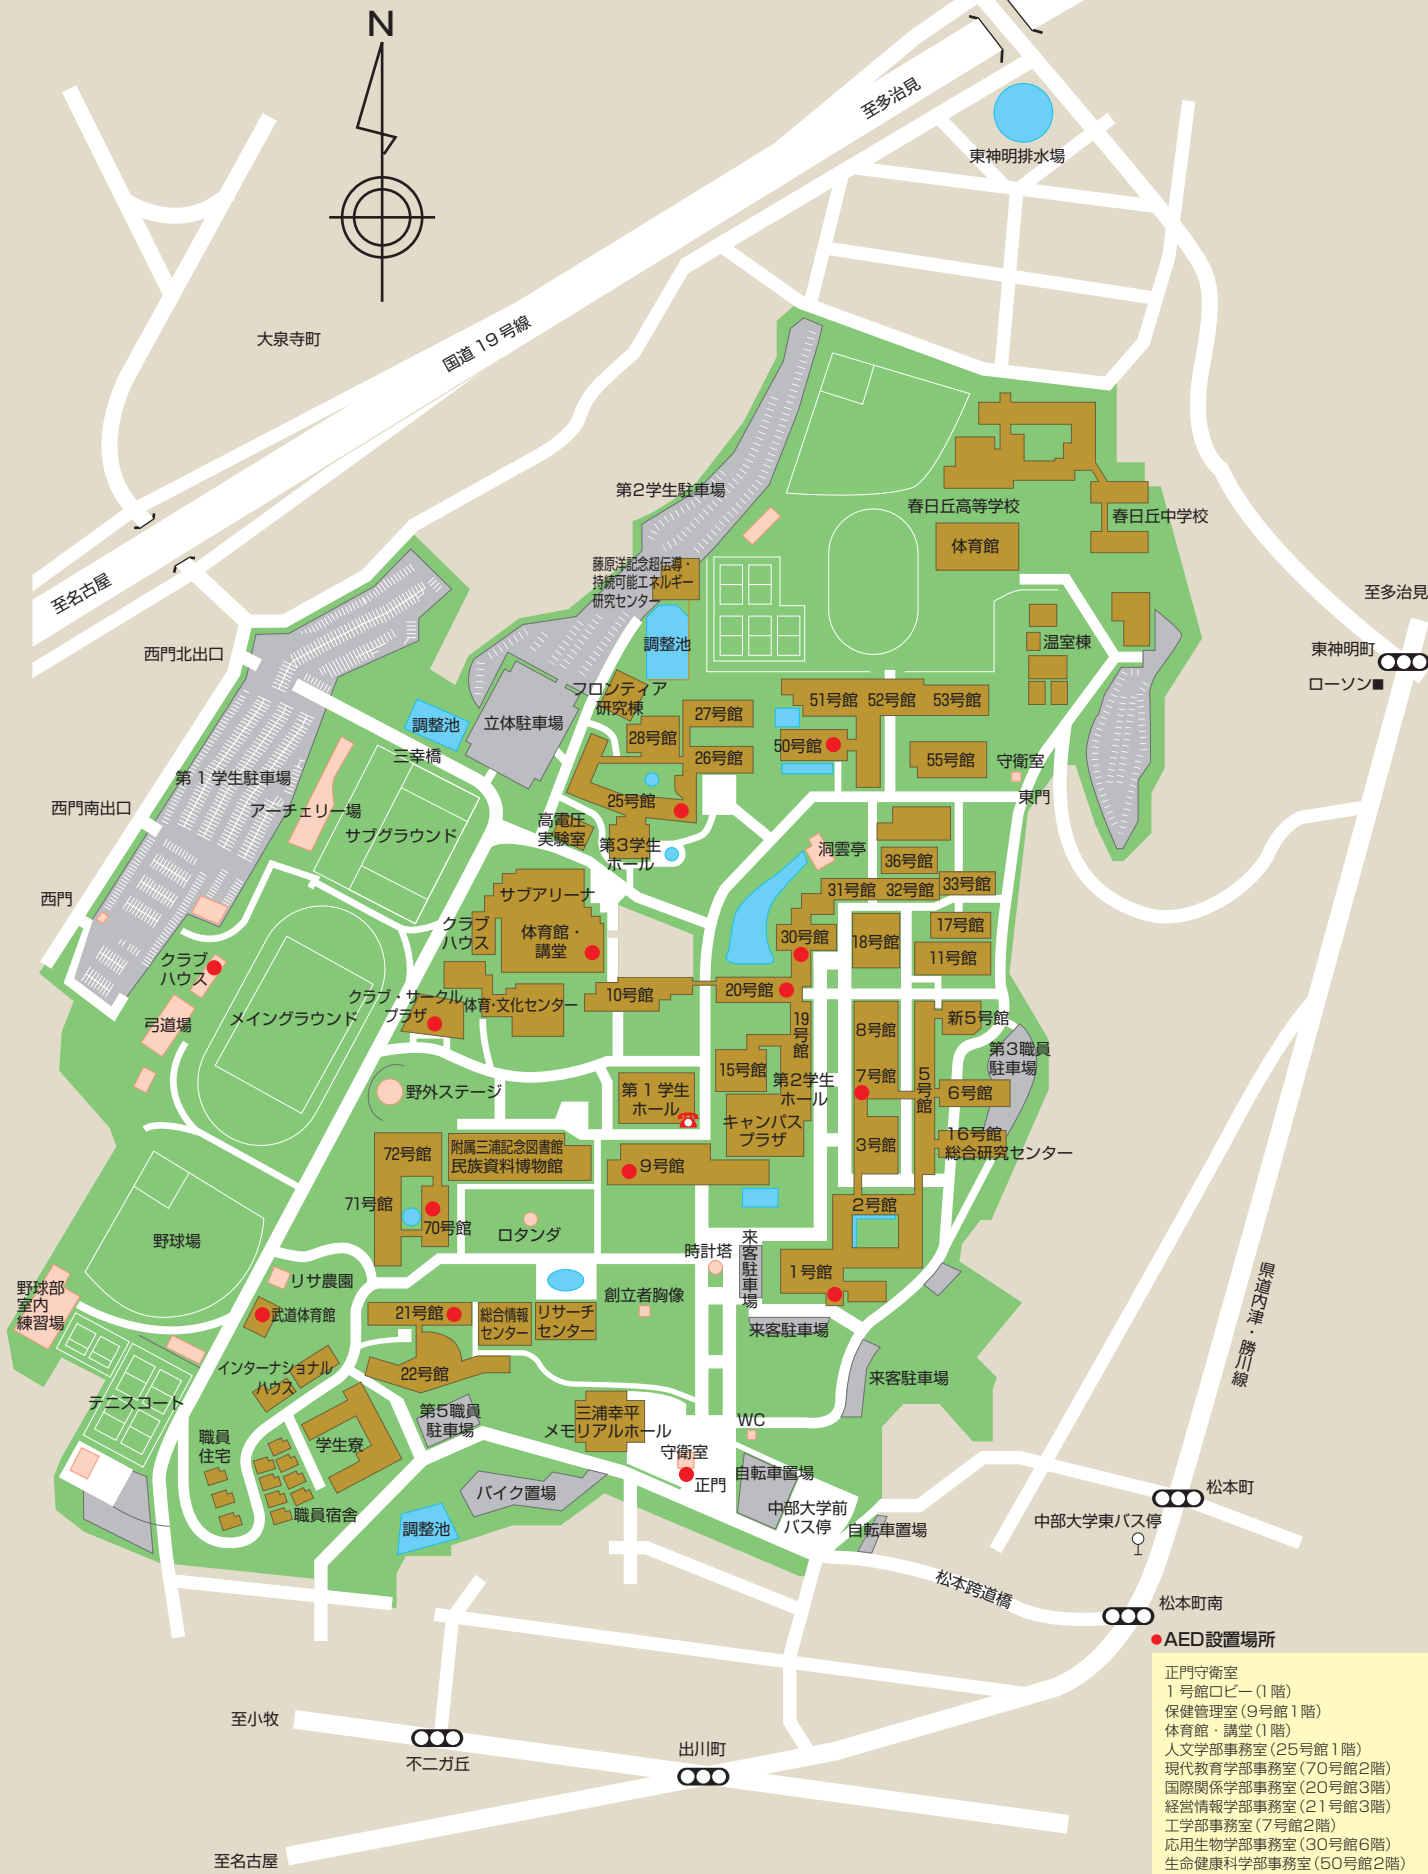 N
至多治見
東神明排水場
大泉寺町
国道19号線
第2学生駐車場
春日丘高等学校
春日丘中学校
体育館
藤原洋記念超伝導・
持続可能エネルギー
研究センター
至名古屋
至多治見
調整池
温室棟
東神明町
西門北出口
ローソン■
フロンティア
研究棟
51号館
52号館
53号館
27号館
調整池
立体駐車場
28号館
50号館
三幸橋
26号館
55号館
守衛室
第1学生駐車場
東門
西門南出口
アーチェリー場
25号館
サブグラウンド
高電圧
実験室
第3学生
ホール
洞雲亭
36号館
西門
サブアリーナ
31号館
32号館
33号館
クラブ
ハウス
体育館・
講堂
17号館
30号館
18号館
11号館
クラブ
ハウス
クラブ・サークル
プラザ
体育・文化センター
10号館
20号館
弓道場
メイングラウンド
19号館
8号館
新5号館
第3職員
駐車場
15号館
第2学生
ホール
7号館
5号館
6号館
野外ステージ
第1学生
ホール
キャンパス
プラザ
16号館
総合研究センター
3号館
72号館
附属三浦記念図書館
民族資料博物館
9号館
71号館
70号館
2号館
ロタンダ
野球場
時計塔
来客駐車場
1号館
リサ農園
野球部
室内
練習場
創立者胸像
武道体育館
21号館
総合情報
センター
リサーチ
センター
来客駐車場
インターナショナル
ハウス
22号館
来客駐車場
テニスコート
第5職員
駐車場
三浦幸平
メモリアルホール
WC
職員
住宅
学生寮
守衛室
正門
自転車置場
バイク置場
中部大学前
バス停
職員宿舎
調整池
自転車置場
県道内津・勝川線
松本町
中部大学東バス停
松本跨道橋
松本町南
至小牧
不二ガ丘
出川町
至名古屋
●AED設置場所
正門守衛室
1号館ロビー(1階)
保健管理室(9号館1階)
体育館・講堂(1階)
人文学部事務室(25号館1階)
現代教育学部事務室(70号館2階)
国際関係学部事務室(20号館3階)
経営情報学部事務室(21号館3階)
工学部事務室(7号館2階)
応用生物学部事務室(30号館6階)
生命健康科学部事務室(50号館2階)